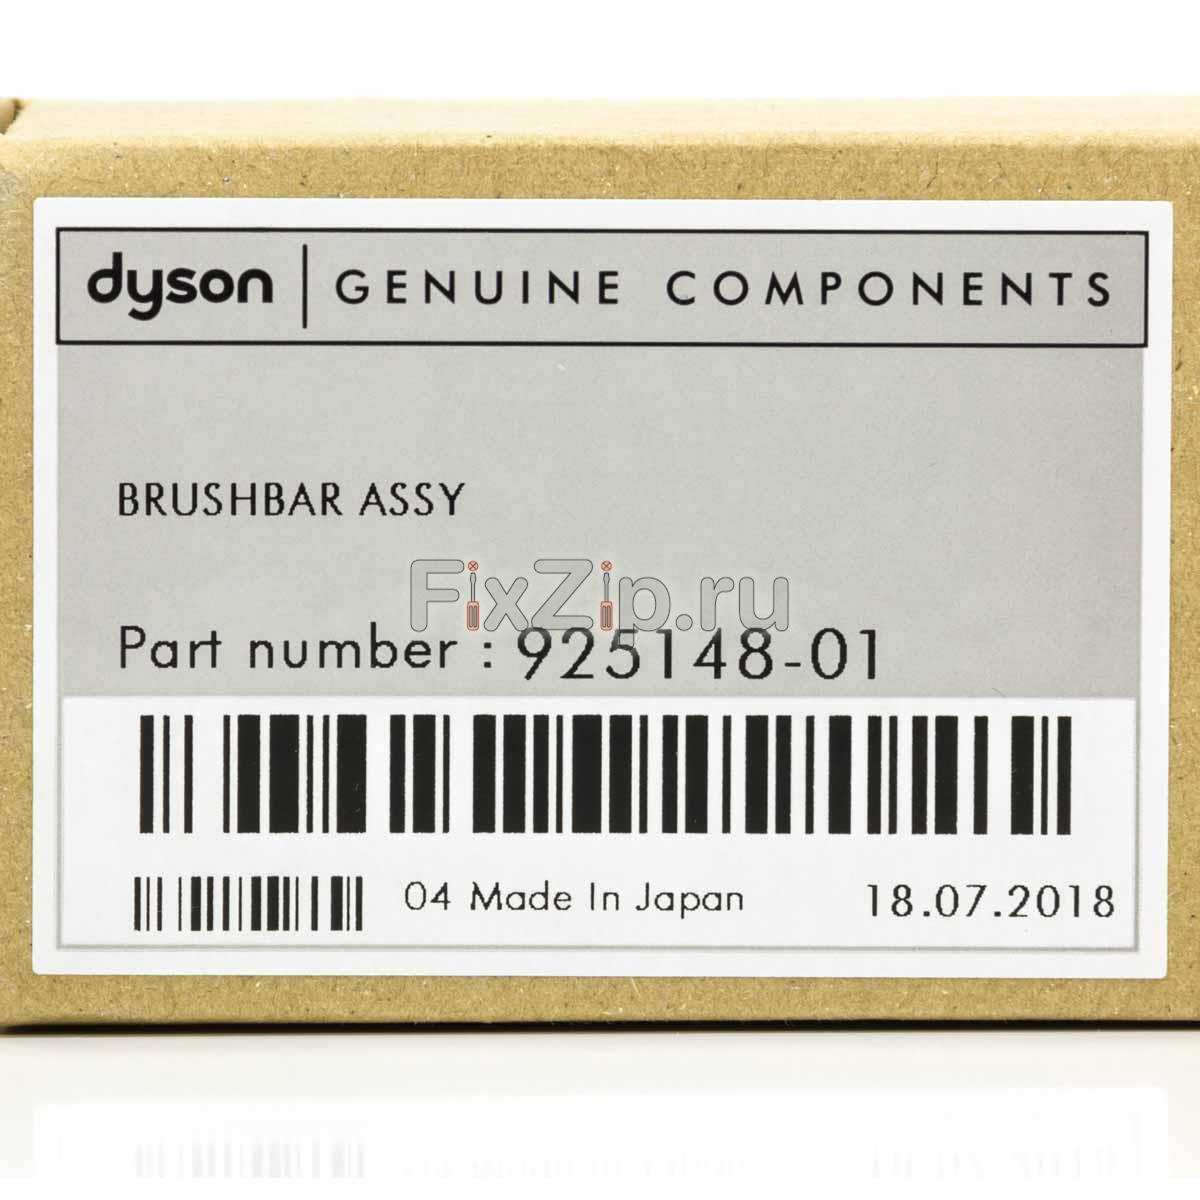 dyson | GENUINE COMPONENTS
BRUSHBAR ASSY
FixZip.ru
Part number : 925148-01
04 Made In Japan
18.07.2018